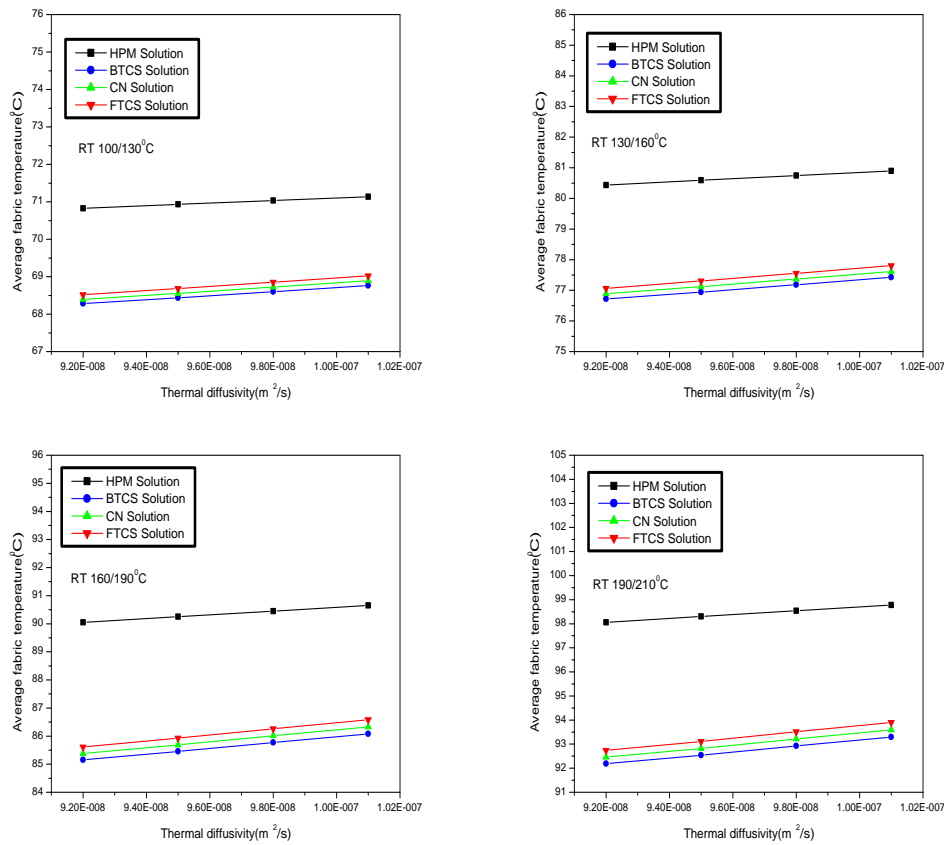 76
75
74
73
72
71
70
69
68
67
Average fabric temperature(⁰C)
HPM Solution
BTCS Solution
CN Solution
FTCS Solution
RT 100/130⁰C
9.20E-008 9.40E-008 9.60E-008 9.80E-008 1.00E-007 1.02E-007
Thermal diffusivity(m²/s)
86
85
84
83
82
81
80
79
78
77
76
75
Average fabric temperature(⁰C)
HPM Solution
BTCS Solution
CN Solution
FTCS Solution
RT 130/160⁰C
9.20E-008 9.40E-008 9.60E-008 9.80E-008 1.00E-007 1.02E-007
Thermal diffusivity(m²/s)
96
95
94
93
92
91
90
89
88
87
86
85
84
Average fabric temperature(⁰C)
HPM Solution
BTCS Solution
CN Solution
FTCS Solution
RT 160/190⁰C
9.20E-008 9.40E-008 9.60E-008 9.80E-008 1.00E-007 1.02E-007
Thermal diffusivity(m²/s)
105
104
103
102
101
100
99
98
97
96
95
94
93
92
91
Average fabric temperature(⁰C)
HPM Solution
BTCS Solution
CN Solution
FTCS Solution
RT 190/210⁰C
9.20E-008 9.40E-008 9.60E-008 9.80E-008 1.00E-007 1.02E-007
Thermal diffusivity(m²/s)